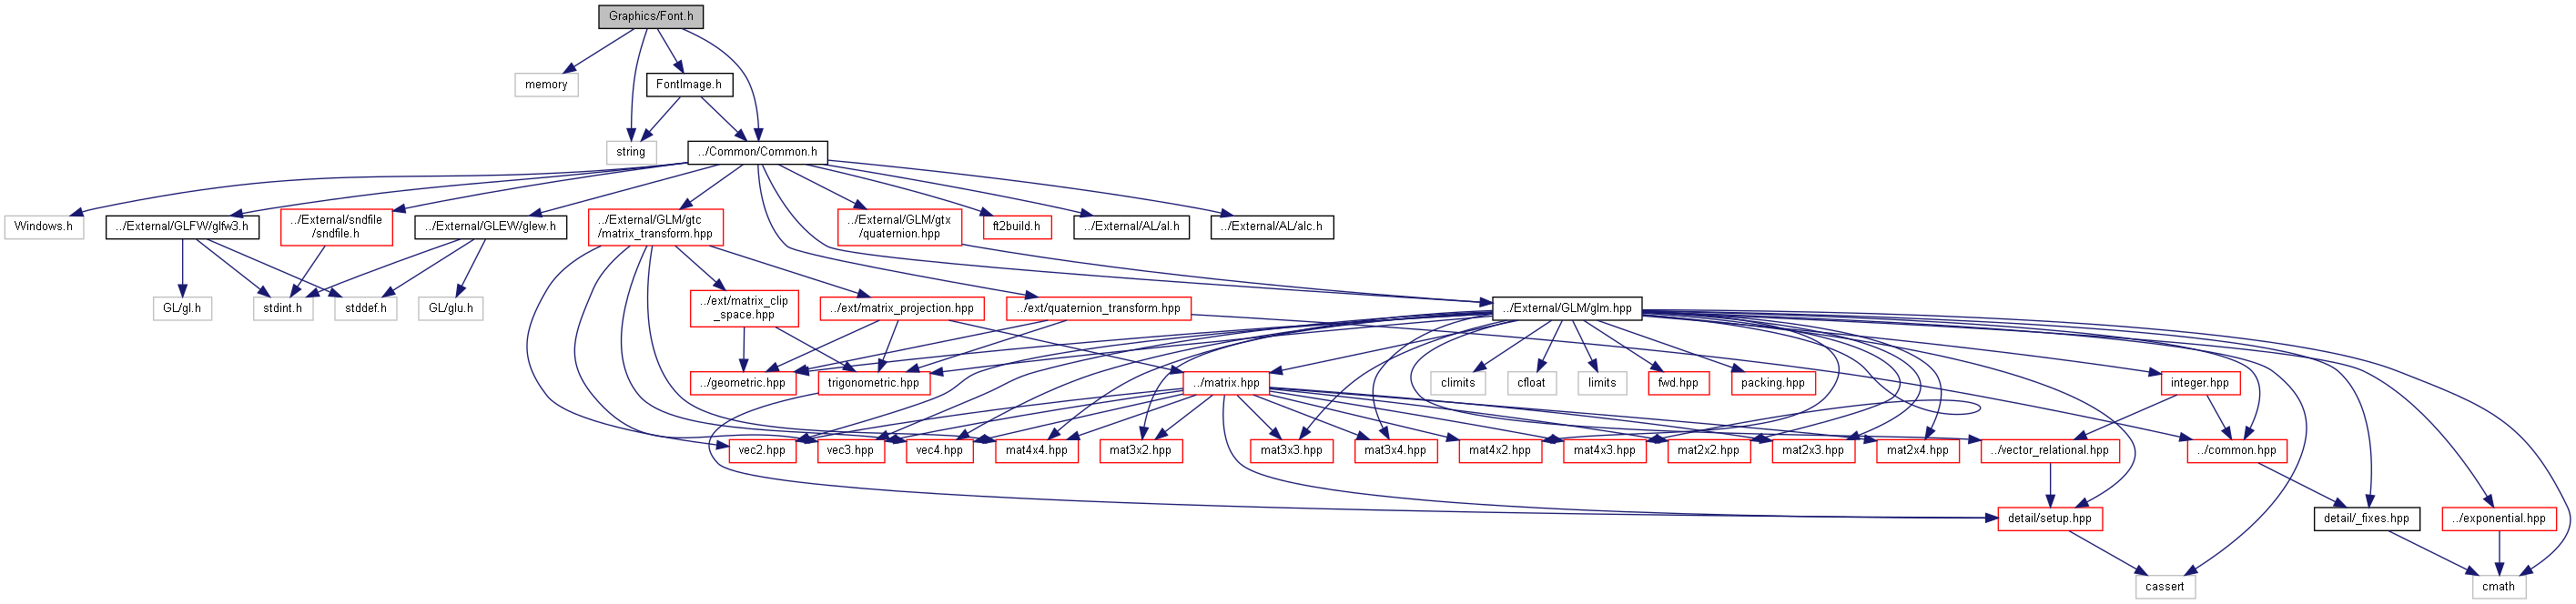 Graphics/Font.h
memory
FontImage.h
string
../Common/Common.h
Windows.h
../External/GLFW/glfw3.h
../External/sndfile
/sndfile.h
../External/GLEW/glew.h
../External/GLM/gtc
/matrix_transform.hpp
../External/GLM/gtx
/quaternion.hpp
ft2build.h
../External/AL/al.h
../External/AL/alc.h
GL/gl.h
stdint.h
stddef.h
GL/glu.h
../ext/matrix_clip
_space.hpp
../ext/matrix_projection.hpp
../ext/quaternion_transform.hpp
../External/GLM/glm.hpp
../geometric.hpp
trigonometric.hpp
../matrix.hpp
climits
cfloat
limits
fwd.hpp
packing.hpp
integer.hpp
vec2.hpp
vec3.hpp
vec4.hpp
mat4x4.hpp
mat3x2.hpp
mat3x3.hpp
mat3x4.hpp
mat4x2.hpp
mat4x3.hpp
mat2x2.hpp
mat2x3.hpp
mat2x4.hpp
../vector_relational.hpp
../common.hpp
detail/setup.hpp
detail/_fixes.hpp
../exponential.hpp
cassert
cmath